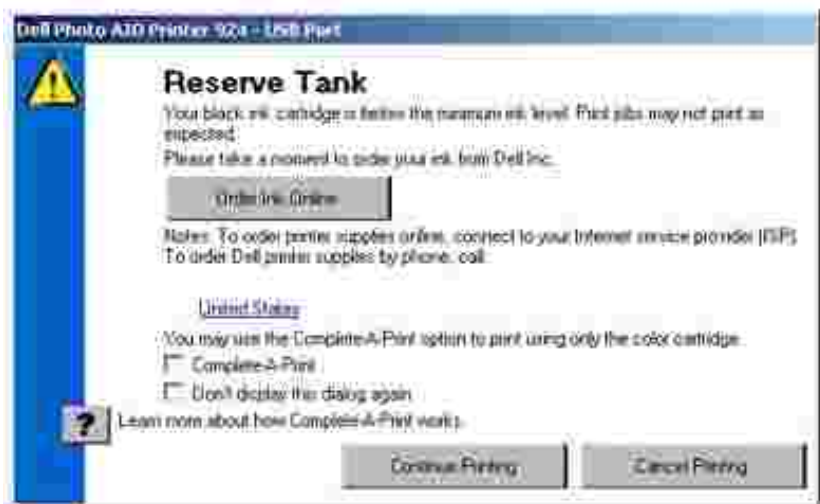 Dell Photo AIO Printer 924 - USB Port
Reserve Tank
Your black ink cartridge is below the minimum ink level. Print jobs may not print as
expected.
Please take a moment to order your ink from Dell Inc.
Order Ink Online
Notes: To order printer supplies online, connect to your Internet service provider (ISP).
To order Dell printer supplies by phone, call:
United States
You may use the Complete-A-Print option to print using only the color cartridge.
Complete-A-Print
Don't display this dialog again
? Learn more about how Complete-A-Print works.
Continue Printing
Cancel Printing